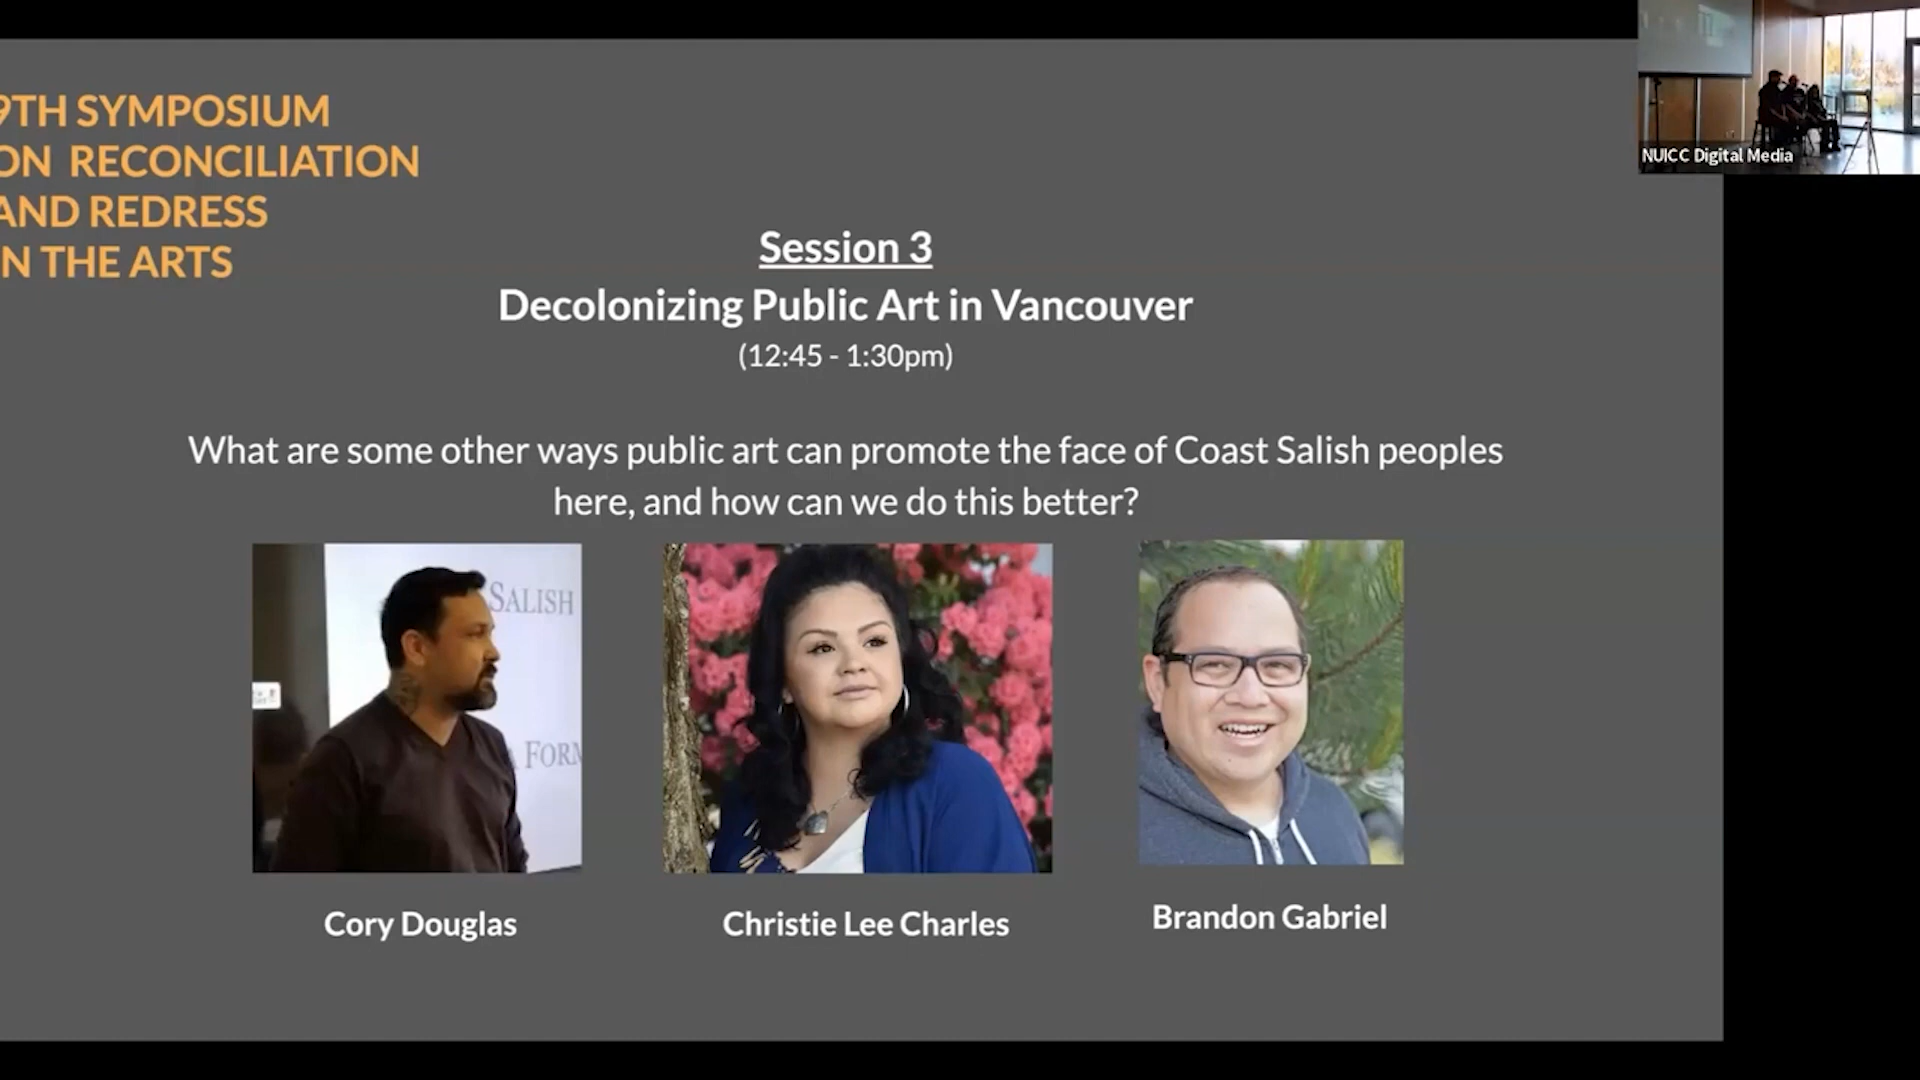 9TH SYMPOSIUM
ON RECONCILIATION
AND REDRESS
N THE ARTS
NUICC Digital Media
Session 3
Decolonizing Public Art in Vancouver
(12:45 - 1:30pm)
What are some other ways public art can promote the face of Coast Salish peoples
here, and how can we do this better?
SALISH
FORM
Cory Douglas
Christie Lee Charles
Brandon Gabriel